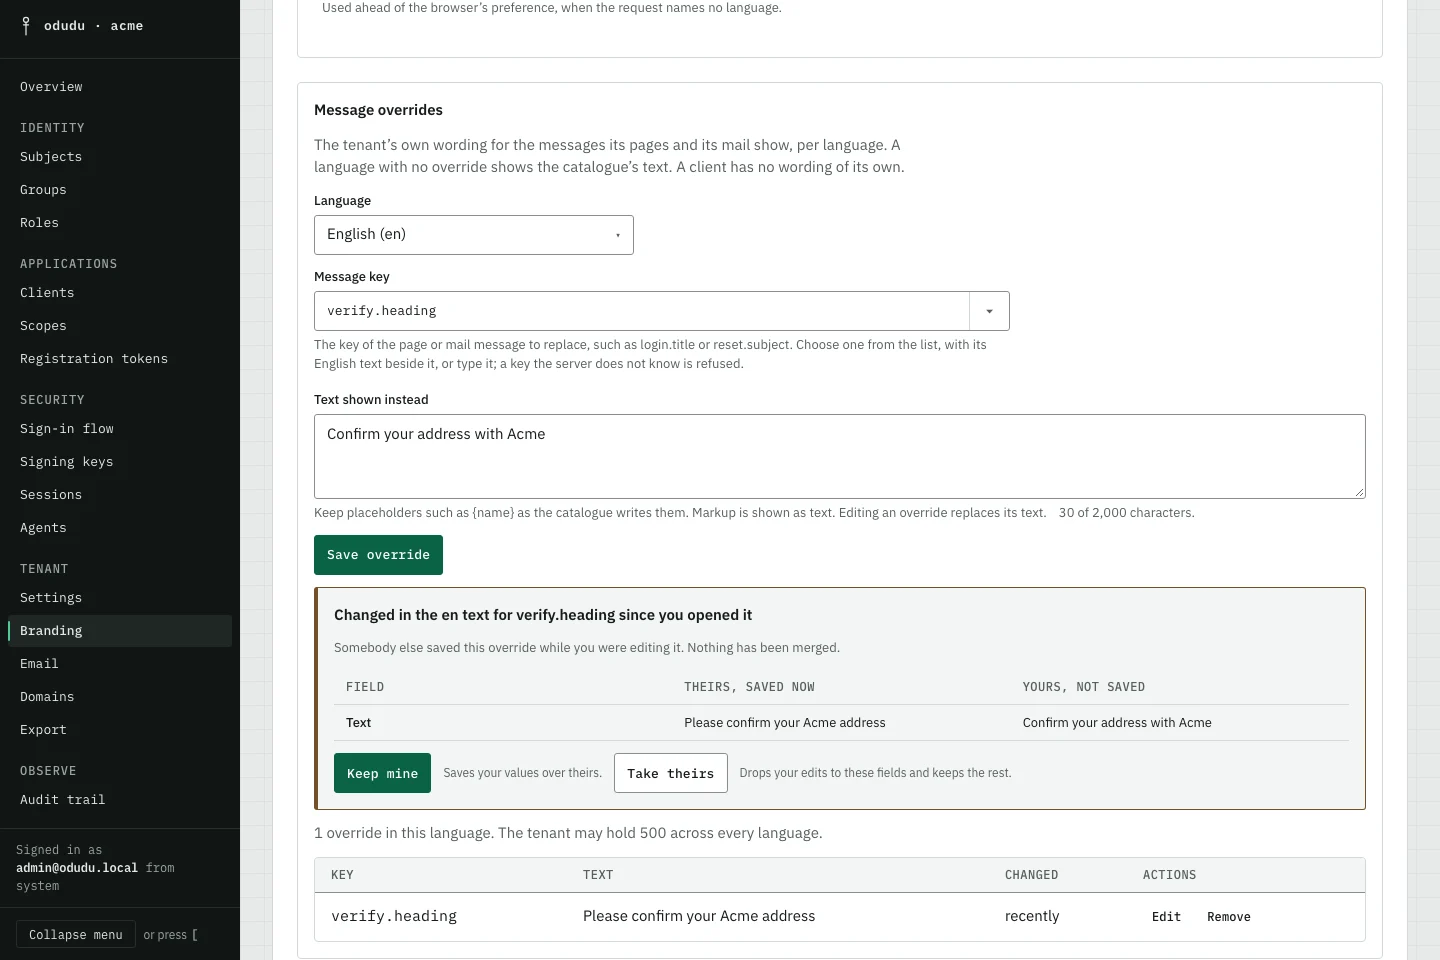 odudu · acme
Overview
IDENTITY
Subjects
Groups
Roles
APPLICATIONS
Clients
Scopes
Registration tokens
SECURITY
Sign-in flow
Signing keys
Sessions
Agents
TENANT
Settings
Branding
Email
Domains
Export
OBSERVE
Audit trail
Signed in as
admin@odudu.local from
system
Collapse menu or press [
Used ahead of the browser’s preference, when the request names no language.
Message overrides
The tenant’s own wording for the messages its pages and its mail show, per language. A
language with no override shows the catalogue’s text. A client has no wording of its own.
Language
English (en)
Message key
verify.heading
The key of the page or mail message to replace, such as login.title or reset.subject. Choose one from the list, with its
English text beside it, or type it; a key the server does not know is refused.
Text shown instead
Confirm your address with Acme
Keep placeholders such as {name} as the catalogue writes them. Markup is shown as text. Editing an override replaces its text. 30 of 2,000 characters.
Save override
Changed in the en text for verify.heading since you opened it
Somebody else saved this override while you were editing it. Nothing has been merged.
FIELD THEIRS, SAVED NOW YOURS, NOT SAVED
Text Please confirm your Acme address Confirm your address with Acme
Keep mine Saves your values over theirs. Take theirs Drops your edits to these fields and keeps the rest.
1 override in this language. The tenant may hold 500 across every language.
KEY TEXT CHANGED ACTIONS
verify.heading Please confirm your Acme address recently Edit Remove